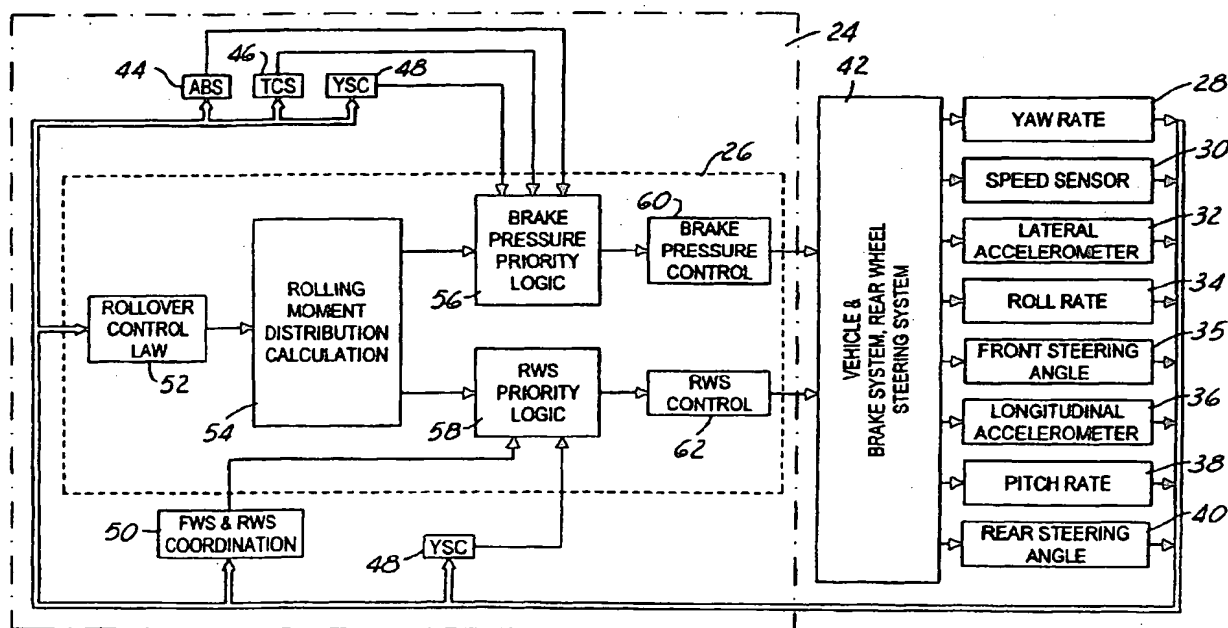 24
44
ABS
46
TCS
48
YSC
42
28
YAW RATE
30
SPEED SENSOR
32
LATERAL
ACCELEROMETER
34
ROLL RATE
35
FRONT STEERING
ANGLE
36
LONGITUDINAL
ACCELEROMETER
38
PITCH RATE
40
REAR STEERING
ANGLE
VEHICLE &
BRAKE SYSTEM, REAR WHEEL
STEERING SYSTEM
26
BRAKE
PRESSURE
PRIORITY
LOGIC
56
60
BRAKE
PRESSURE
CONTROL
ROLLING
MOMENT
DISTRIBUTION
CALCULATION
54
ROLLOVER
CONTROL
LAW
52
RWS
PRIORITY
LOGIC
58
RWS
CONTROL
62
50
FWS & RWS
COORDINATION
48
YSC